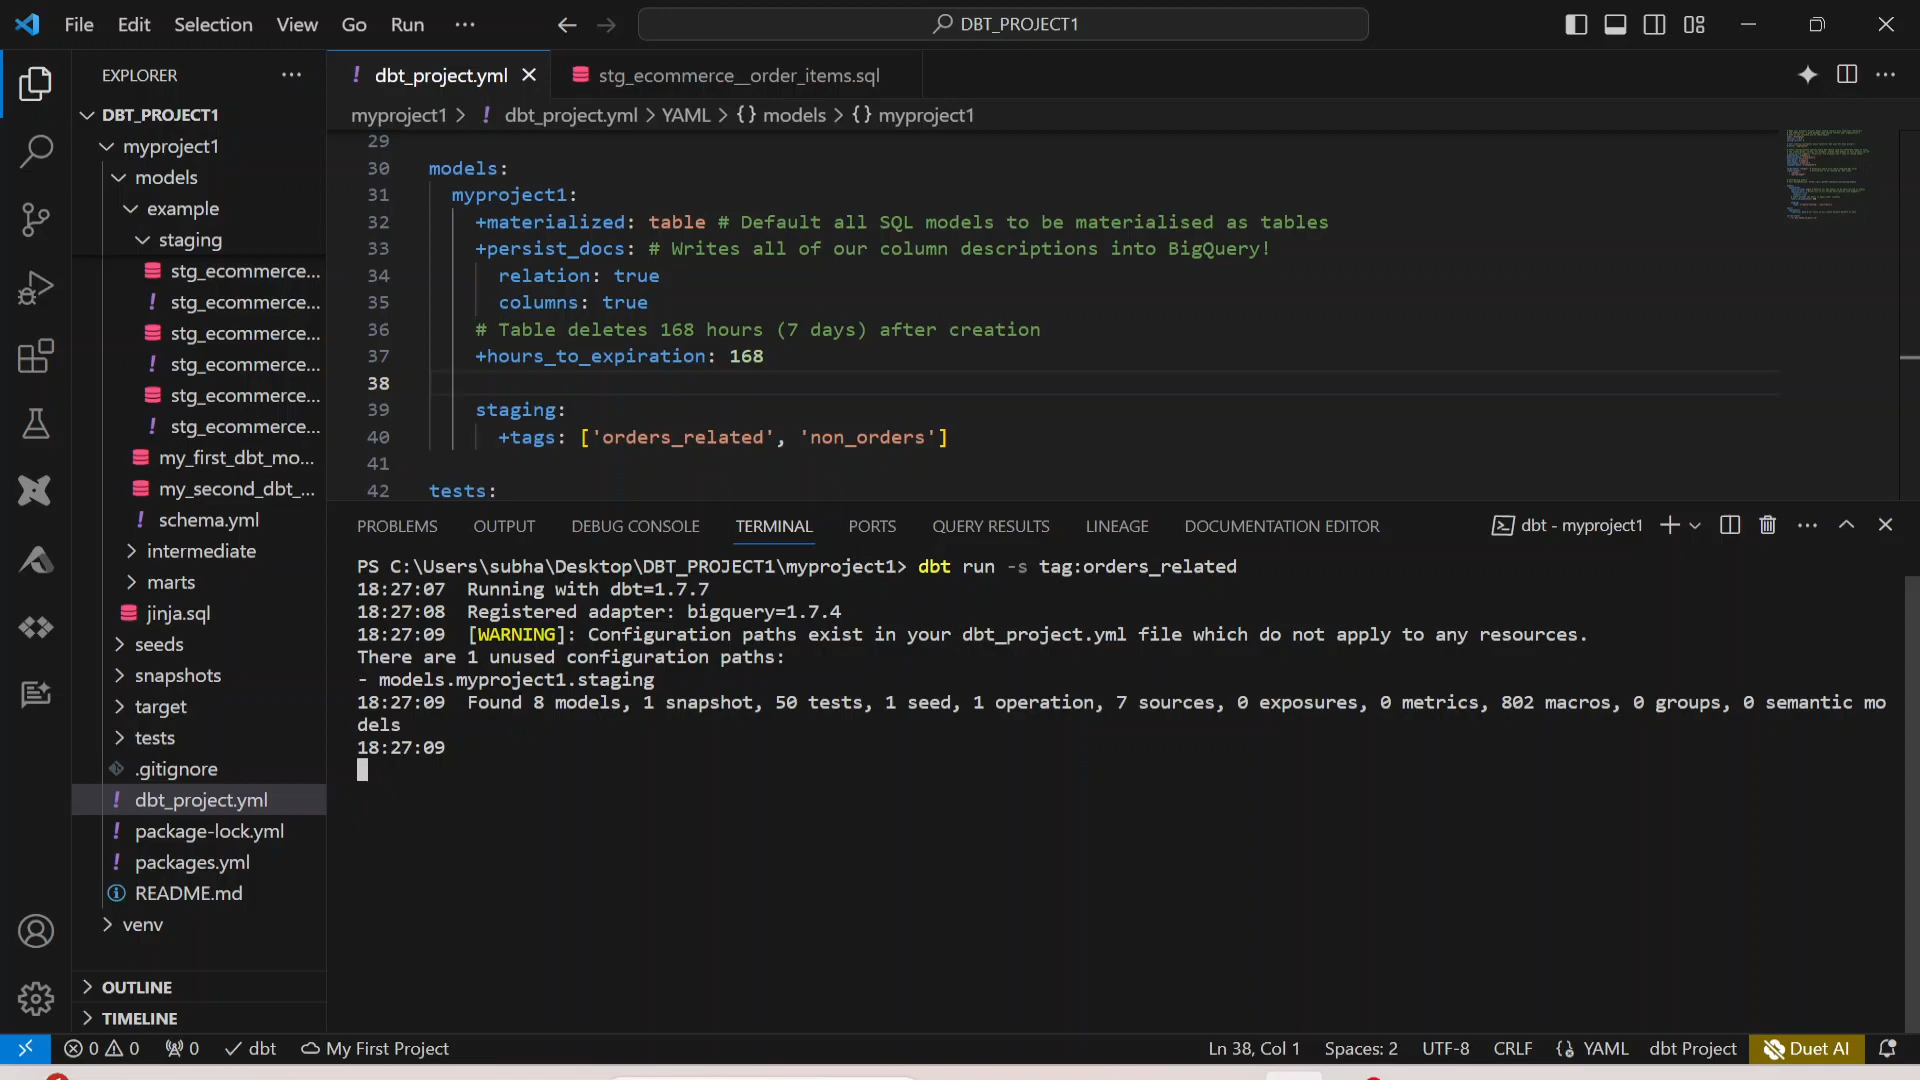 File Edit Selection View Go Run ...
DBT_PROJECT1
EXPLORER
DBT_PROJECT1
myproject1
models
example
staging
stg_ecommerce...
stg_ecommerce...
stg_ecommerce...
stg_ecommerce...
stg_ecommerce...
stg_ecommerce...
my_first_dbt_mo...
my_second_dbt_...
schema.yml
intermediate
marts
jinja.sql
seeds
snapshots
target
tests
.gitignore
dbt_project.yml
package-lock.yml
packages.yml
README.md
venv
OUTLINE
TIMELINE
dbt_project.yml
stg_ecommerce__order_items.sql
myproject1 > ! dbt_project.yml > YAML > {} models > {} myproject1
29
30 models:
31 myproject1:
32 +materialized: table # Default all SQL models to be materialised as tables
33 +persist_docs: # Writes all of our column descriptions into BigQuery!
34 relation: true
35 columns: true
36 # Table deletes 168 hours (7 days) after creation
37 +hours_to_expiration: 168
38
39 staging:
40 +tags: ['orders_related', 'non_orders']
41
42 tests:
PROBLEMS OUTPUT DEBUG CONSOLE TERMINAL PORTS QUERY RESULTS LINEAGE DOCUMENTATION EDITOR
dbt - myproject1
PS C:\Users\subha\Desktop\DBT_PROJECT1\myproject1> dbt run -s tag:orders_related
18:27:07 Running with dbt=1.7.7
18:27:08 Registered adapter: bigquery=1.7.4
18:27:09 [WARNING]: Configuration paths exist in your dbt_project.yml file which do not apply to any resources.
There are 1 unused configuration paths:
- models.myproject1.staging
18:27:09 Found 8 models, 1 snapshot, 50 tests, 1 seed, 1 operation, 7 sources, 0 exposures, 0 metrics, 802 macros, 0 groups, 0 semantic mo
dels
18:27:09
0 0 0 dbt My First Project
Ln 38, Col 1 Spaces: 2 UTF-8 CRLF YAML dbt Project Duet AI